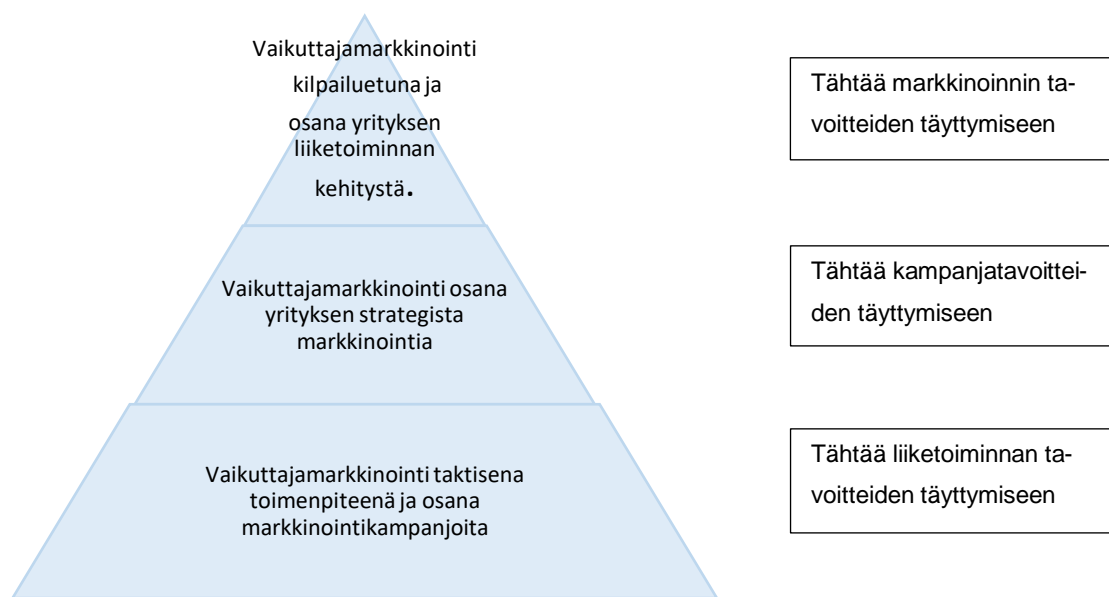 Vaikuttajamarkkinointi
kilpailuetuna ja
osana yrityksen
liiketoiminnan
kehitystä.
Tähtää markkinoinnin ta-
voitteiden täyttymiseen
Vaikuttajamarkkinointi osana
yrityksen strategista
markkinointia
Tähtää kampanjatavoittei-
den täyttymiseen
Vaikuttajamarkkinointi taktisena
toimenpiteenä ja osana
markkinointikampanjoita
Tähtää liiketoiminnan ta-
voitteiden täyttymiseen